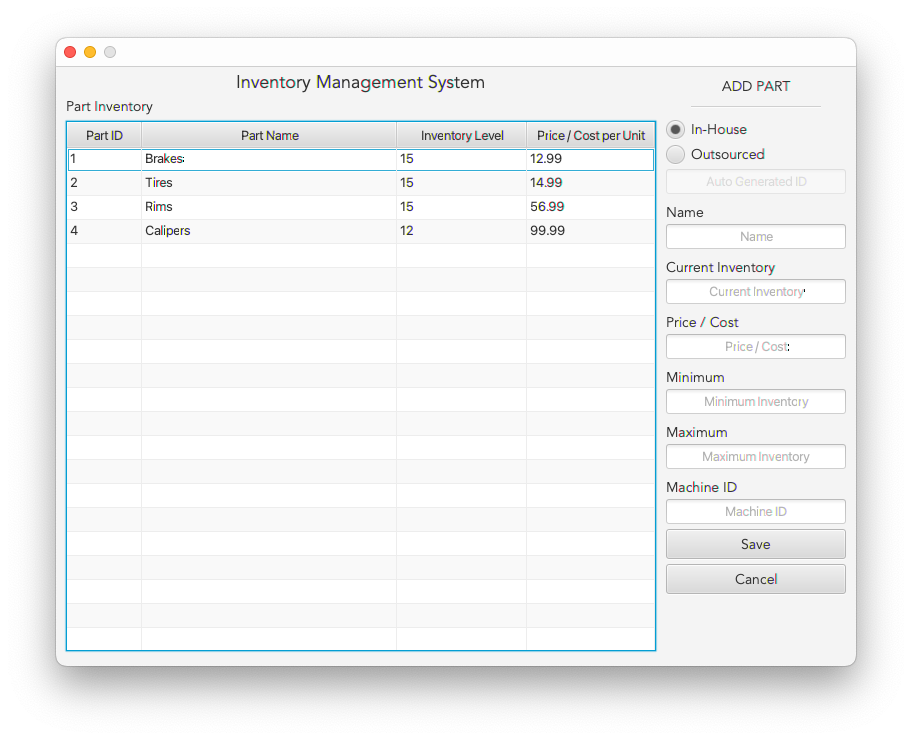 Inventory Management System
Part Inventory
Part ID Part Name Inventory Level Price / Cost per Unit
1 Brakes 15 12.99
2 Tires 15 14.99
3 Rims 15 56.99
4 Calipers 12 99.99
ADD PART
In-House
Outsourced
Auto Generated ID
Name
Name
Current Inventory
Current Inventory
Price / Cost
Price / Cost
Minimum
Minimum Inventory
Maximum
Maximum Inventory
Machine ID
Machine ID
Save
Cancel